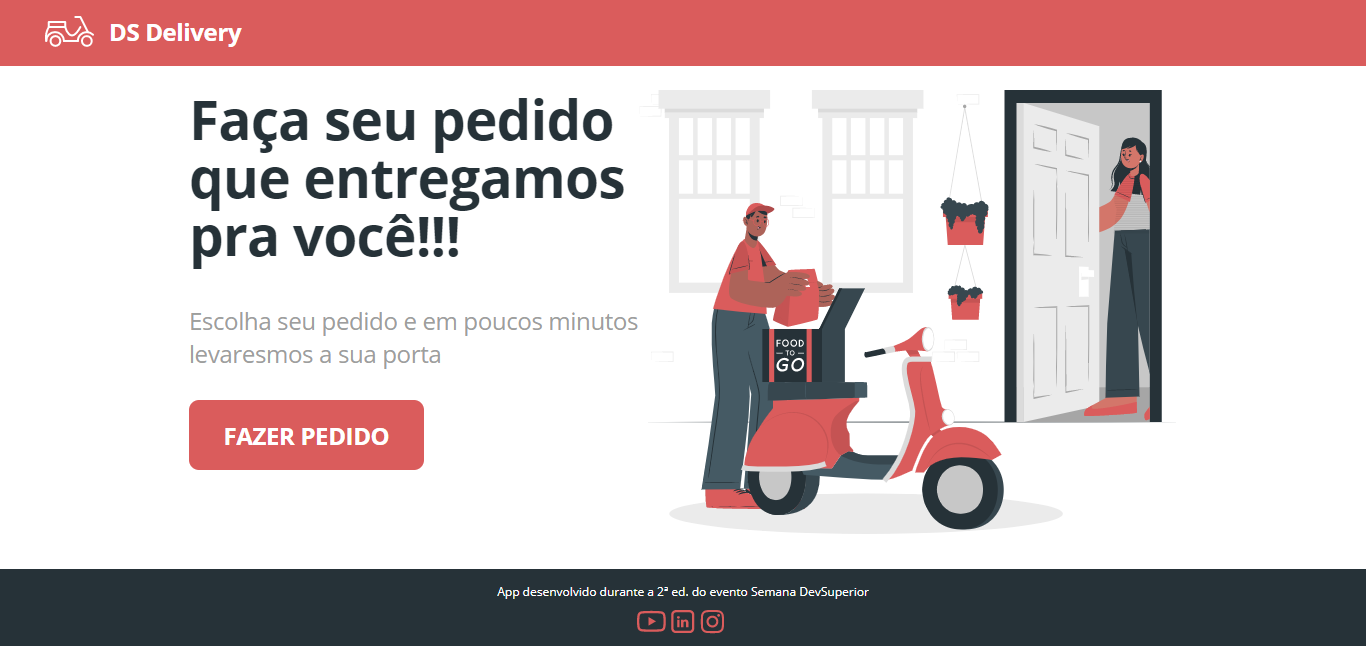 DS Delivery
Faça seu pedido
que entregamos
pra você!!!
Escolha seu pedido e em poucos minutos
levaresmos a sua porta
FAZER PEDIDO
FOOD
TO
GO
App desenvolvido durante a 2ª ed. do evento Semana DevSuperior
in